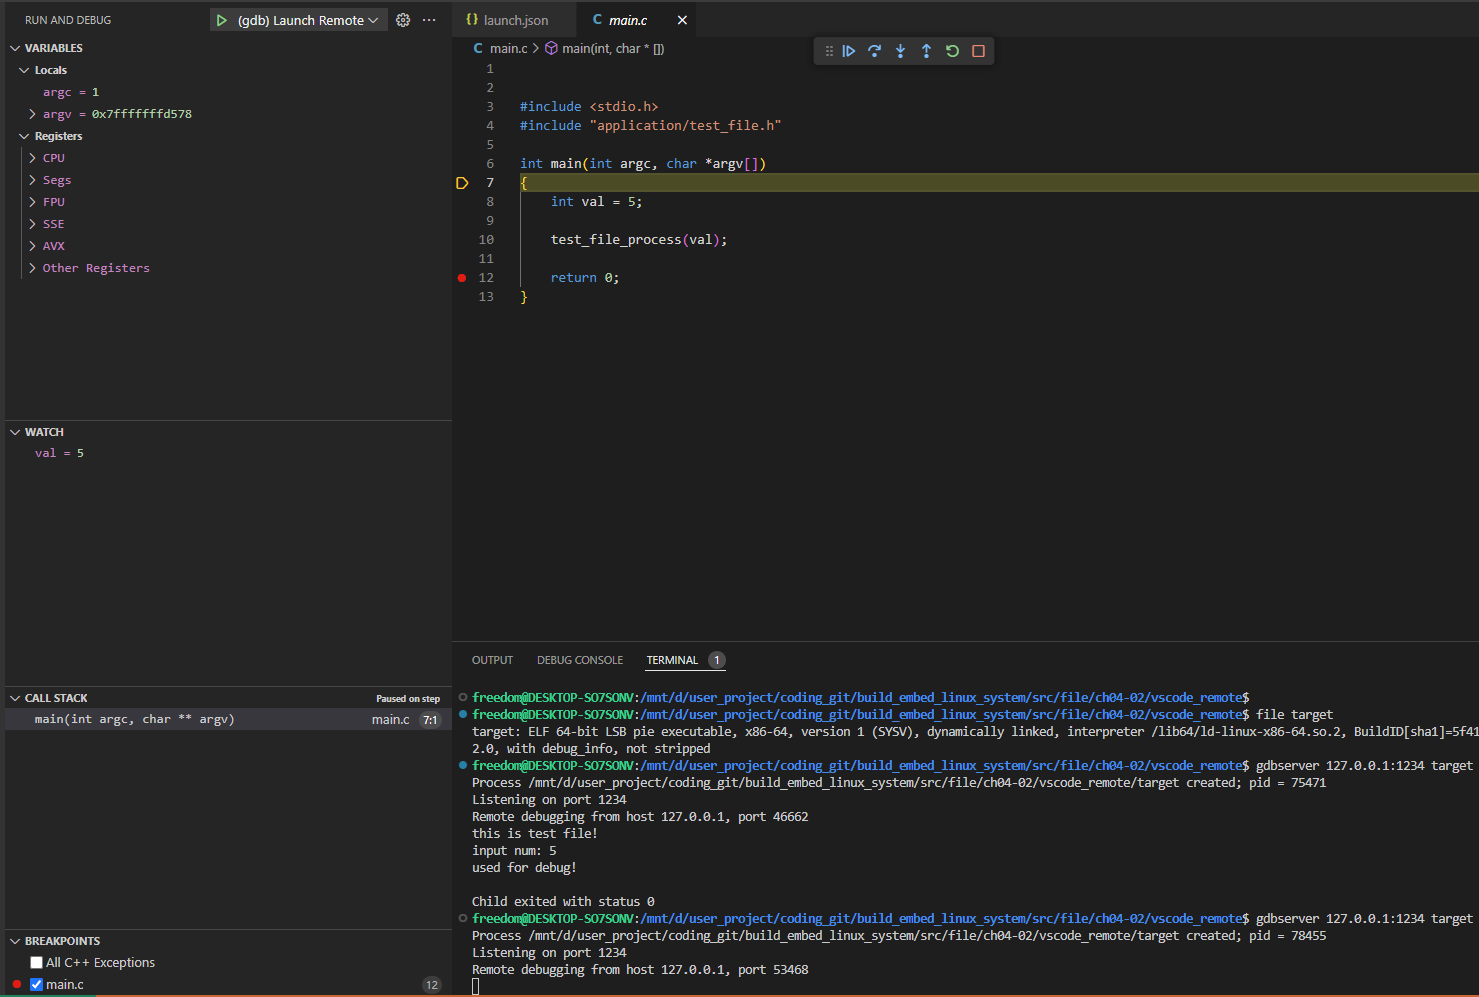 RUN AND DEBUG
(gdb) Launch Remote
VARIABLES
Locals
argc = 1
argv = 0x7fffffffd578
Registers
CPU
Segs
FPU
SSE
AVX
Other Registers
WATCH
val = 5
CALL STACK
Paused on step
main(int argc, char ** argv)
main.c
7:1
BREAKPOINTS
All C++ Exceptions
main.c
12
launch.json
C main.c
C main.c > main(int, char * [])
1
2
3 #include <stdio.h>
4 #include "application/test_file.h"
5
6 int main(int argc, char *argv[])
7 {
8 int val = 5;
9
10 test_file_process(val);
11
12 return 0;
13 }
OUTPUT DEBUG CONSOLE TERMINAL 1
freedom@DESKTOP-SO7SONV:/mnt/d/user_project/coding_git/build_embed_linux_system/src/file/ch04-02/vscode_remote$
freedom@DESKTOP-SO7SONV:/mnt/d/user_project/coding_git/build_embed_linux_system/src/file/ch04-02/vscode_remote$ file target
target: ELF 64-bit LSB pie executable, x86-64, version 1 (SYSV), dynamically linked, interpreter /lib64/ld-linux-x86-64.so.2, BuildID[sha1]=5f41
2.0, with debug_info, not stripped
freedom@DESKTOP-SO7SONV:/mnt/d/user_project/coding_git/build_embed_linux_system/src/file/ch04-02/vscode_remote$ gdbserver 127.0.0.1:1234 target
Process /mnt/d/user_project/coding_git/build_embed_linux_system/src/file/ch04-02/vscode_remote/target created; pid = 75471
Listening on port 1234
Remote debugging from host 127.0.0.1, port 46662
this is test file!
input num: 5
used for debug!
Child exited with status 0
freedom@DESKTOP-SO7SONV:/mnt/d/user_project/coding_git/build_embed_linux_system/src/file/ch04-02/vscode_remote$ gdbserver 127.0.0.1:1234 target
Process /mnt/d/user_project/coding_git/build_embed_linux_system/src/file/ch04-02/vscode_remote/target created; pid = 78455
Listening on port 1234
Remote debugging from host 127.0.0.1, port 53468